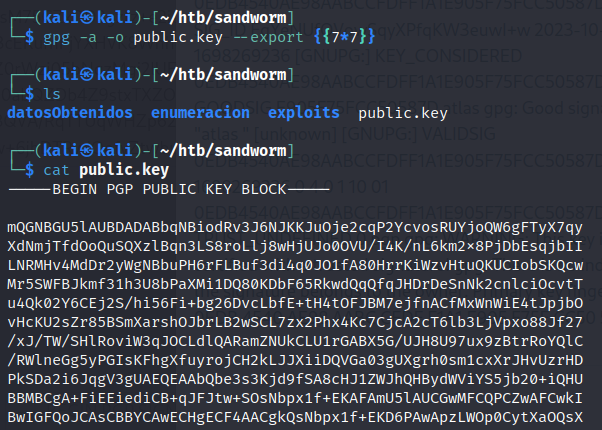 ┌──(kali㉿kali)-[~/htb/sandworm]
└─$ gpg -a -o public.key --export {{7*7}}
┌──(kali㉿kali)-[~/htb/sandworm]
└─$ ls
datosObtenidos enumeracion exploits public.key
┌──(kali㉿kali)-[~/htb/sandworm]
└─$ cat public.key
-----BEGIN PGP PUBLIC KEY BLOCK-----
mQGNBGU5lAUBDADABbqNBiodRv3J6NJKKJuOje2cqP2YcvosRUYjoQW6gFTyX7qy
XdNmjTfdOoQuSQXzlBqn3LS8roLlj8wHjUJo0OVU/I4K/nL6km2×8PjDbEsqjbII
LNRMHv4MdDr2yWgNBbuPH6rFLBuf3di4q0JO1fA80HrrKiWzvHtuQKUCIobSKQcw
Mr5SWFBJkmf31h3U8bPaXMi1DQ80KDbF65RkwdQqQfqJHDrDeSnNk2cnlciOcvtT
u4Qk02Y6CEj2S/hi56Fi+bg26DvcLbfE+tH4tOFJBM7ejfnACfMxWnWiE4tJpjbO
vHcKU2sZr85BSmXarshOJbrLB2wSCL7zx2Phx4Kc7CjcA2cT6lb3LjVpxo88Jf27
/xJ/TW/SHlRoviW3qJOCLdlQARamZNUkCLU1rGABX5G/UJH8U97ux9zBtrRoYQlC
/RWlneGg5yPGIsKFhgXfuyrojCH2kLJJXiiDQVGa03gUXgrh0sm1cxXrJHvUzrHD
PkSDa2i6JqgV3gUAEQEAAbQbe3s3Kjd9fSA8cHJ1ZWJhQHBydWViYS5jb20+iQHU
BBMBCgA+FiEEiediCB+qJFJtw+SOsNbpx1f+EKAFAmU5lAUCGwMFCQPCZwAFCwkI
BwIGFQoJCAsCBBYCAwECHgECF4AACgkQsNbpx1f+EKD6PAwApzLWOp0CytXaOQsX